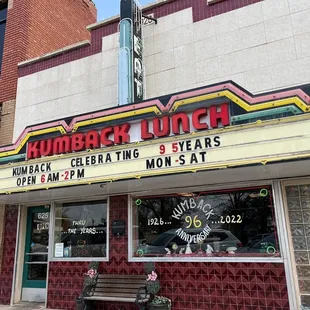 KUMBACK LUNCH
KUMBACK CELEBRATING 95 YEARS
OPEN 6AM-2PM MON-SAT
625
THRU
...THE YEARS...
1926...
KUMBACK
96
ANNIVERSARY
...2022